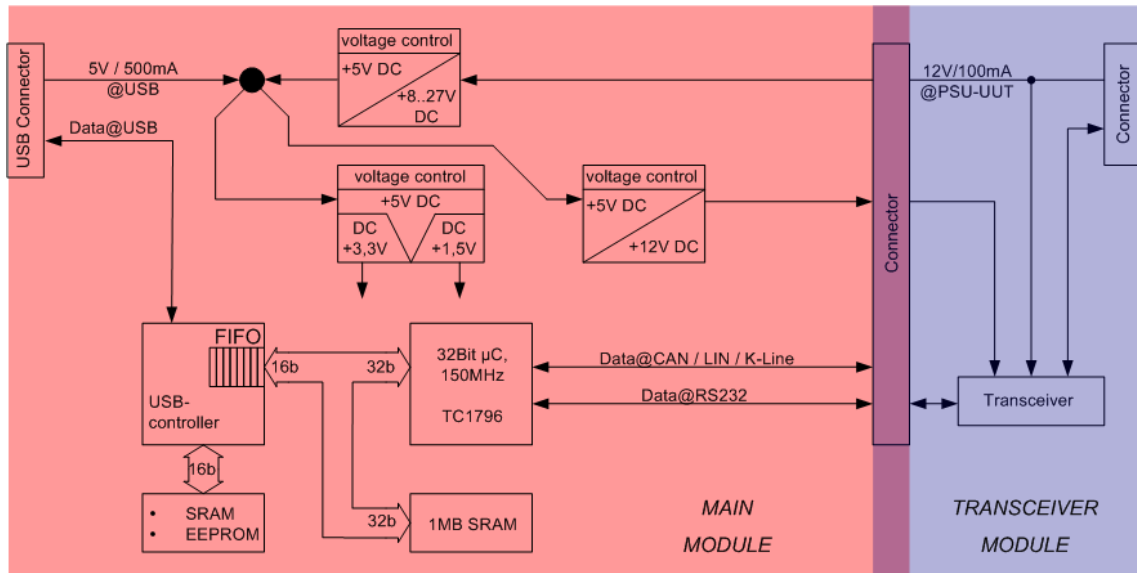 USB Connector
5V / 500mA
@USB
Data@USB
voltage control
+5V DC
+8..27V
DC
12V/100mA
@PSU-UUT
Connector
voltage control
+5V DC
DC
+3,3V
DC
+1,5V
voltage control
+5V DC
+12V DC
Connector
FIFO
USB-
controller
16b
32b
32Bit µC,
150MHz
TC1796
Data@CAN / LIN / K-Line
Data@RS232
Transceiver
16b
• SRAM
• EEPROM
32b
1MB SRAM
MAIN
MODULE
TRANSCEIVER
MODULE